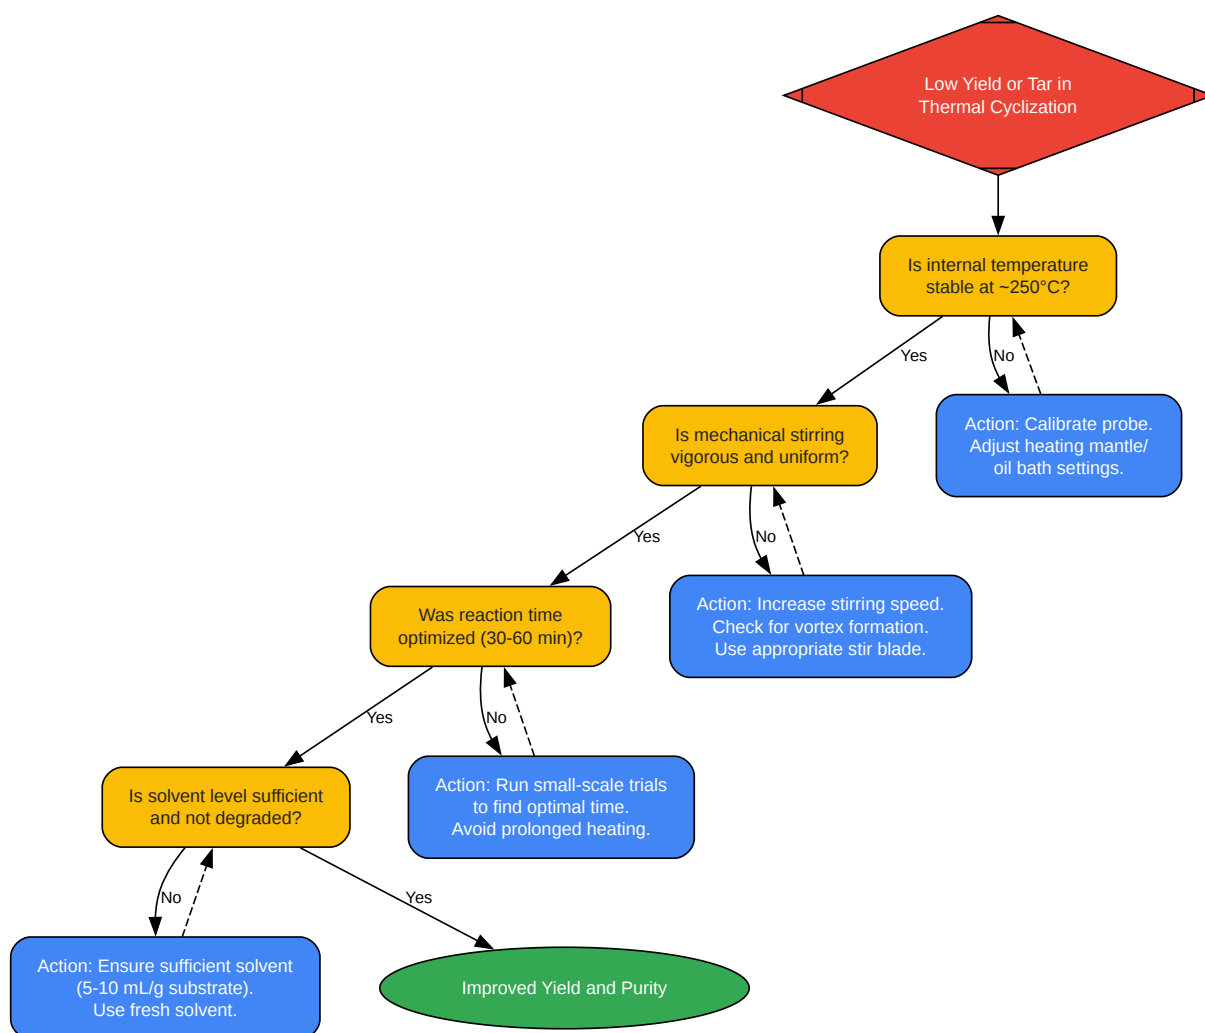 Low Yield or Tar in
Thermal Cyclization
Is internal temperature
stable at ~250°C?
Yes
No
Action: Calibrate probe.
Adjust heating mantle/
oil bath settings.
Is mechanical stirring
vigorous and uniform?
Yes
No
Action: Increase stirring speed.
Check for vortex formation.
Use appropriate stir blade.
Was reaction time
optimized (30-60 min)?
Yes
No
Action: Run small-scale trials
to find optimal time.
Avoid prolonged heating.
Is solvent level sufficient
and not degraded?
No
Yes
Action: Ensure sufficient solvent
(5-10 mL/g substrate).
Use fresh solvent.
Improved Yield and Purity